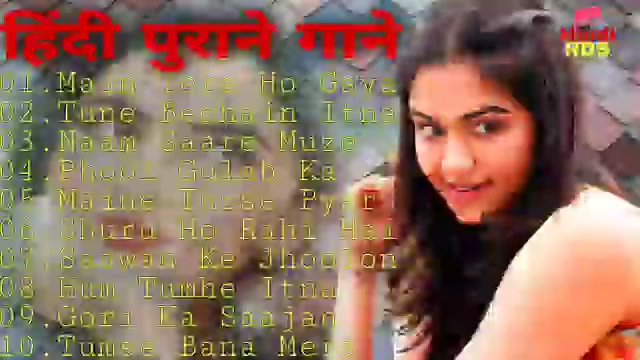 हिंदी पुराने गाने
Hindi
RDS
01.Main Tera Ho Gaya
02.Tune Bechain Itna
03.Naam Saare Muze
04.Phool Gulab Ka
05.Maine Tujse Pyar
06.Shuru Ho Rahi Hai
07.Saawan Ke Jhoolon
08.Hum Tumhe Itna
09.Gori Ka Saajan
10.Tumse Bana Mera